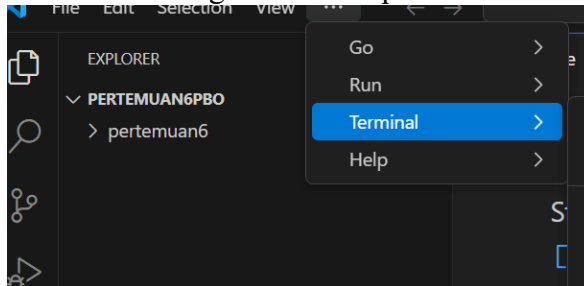 File Edit Selection View ...
EXPLORER
PERTEMUAN6PBO
pertemuan6
Go
Run
Terminal
Help